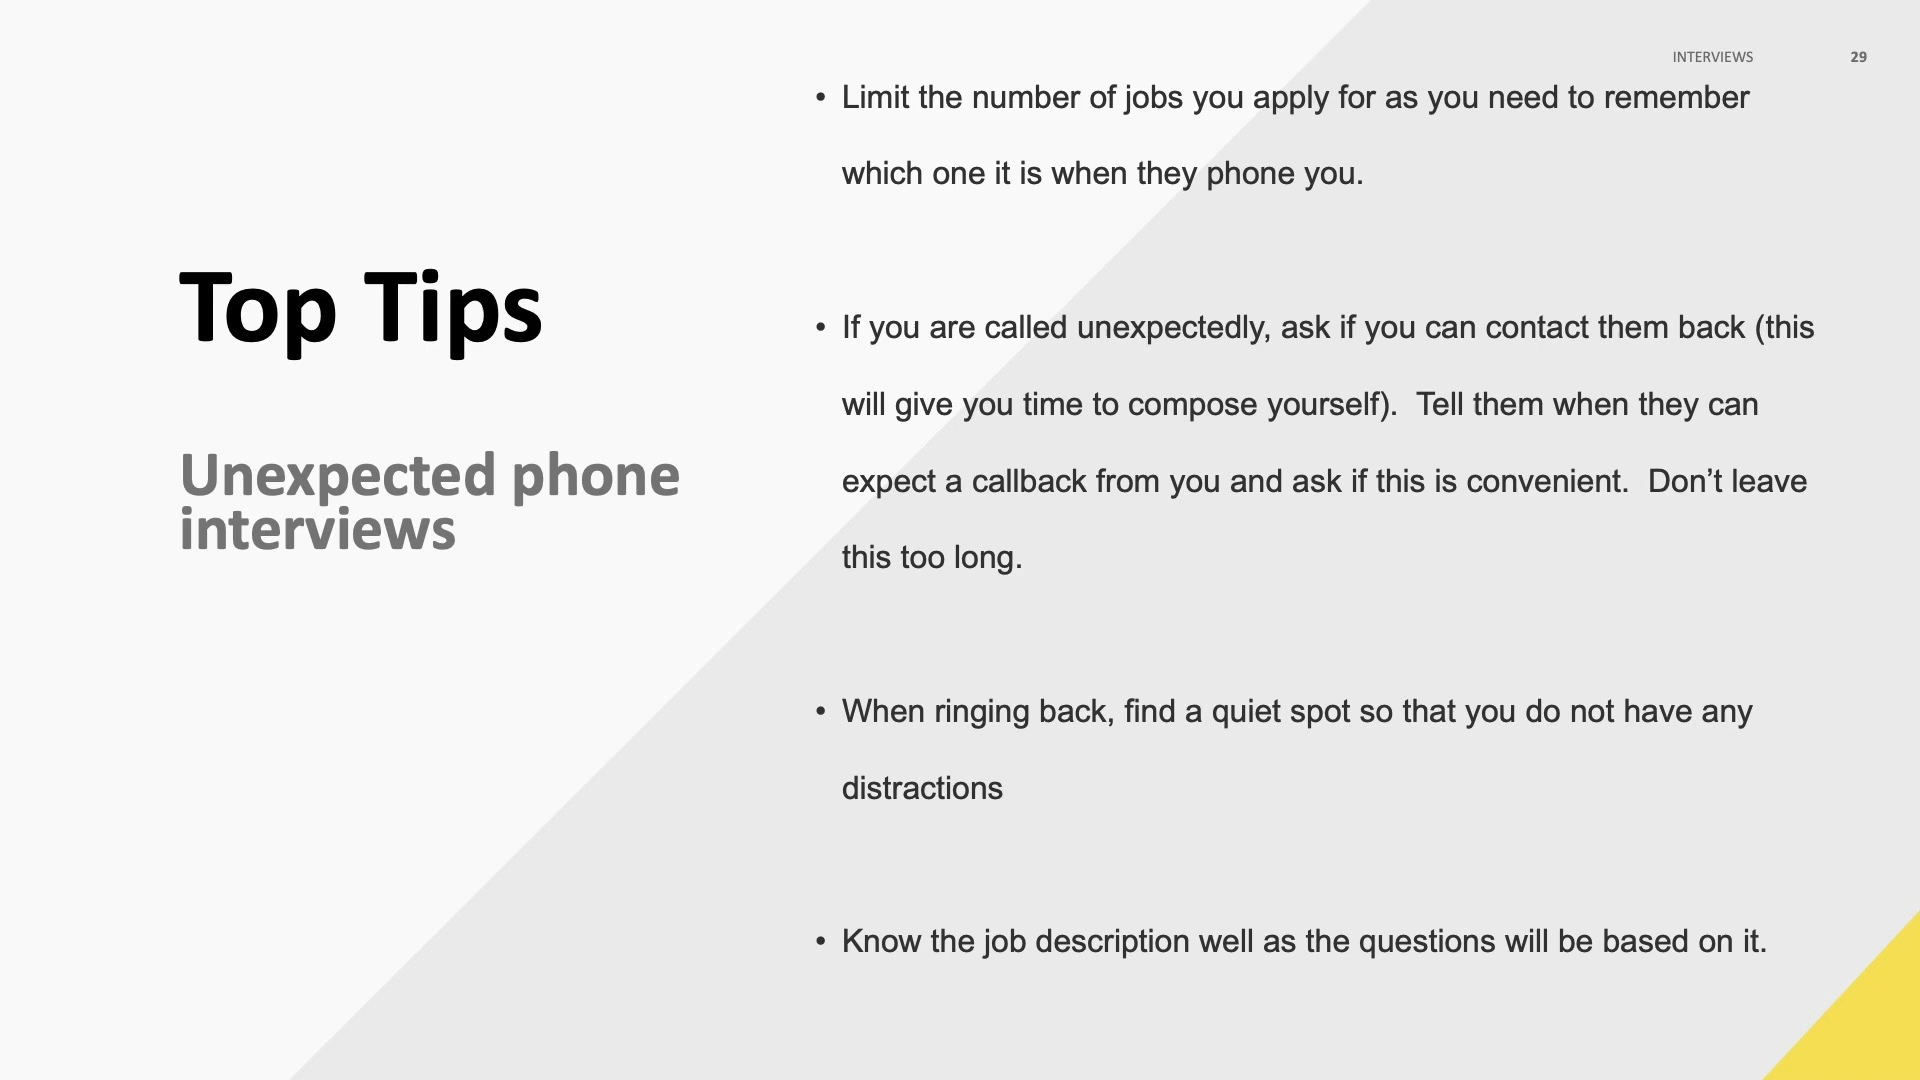 INTERVIEWS 29
Top Tips
Unexpected phone
interviews
• Limit the number of jobs you apply for as you need to remember
which one it is when they phone you.
• If you are called unexpectedly, ask if you can contact them back (this
will give you time to compose yourself).  Tell them when they can
expect a callback from you and ask if this is convenient.  Don’t leave
this too long.
• When ringing back, find a quiet spot so that you do not have any
distractions
• Know the job description well as the questions will be based on it.